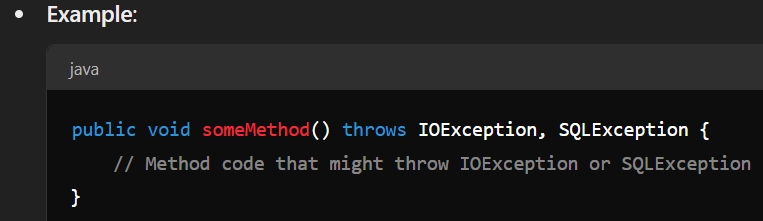 • Example:
java
public void someMethod() throws IOException, SQLException {
    // Method code that might throw IOException or SQLException
}